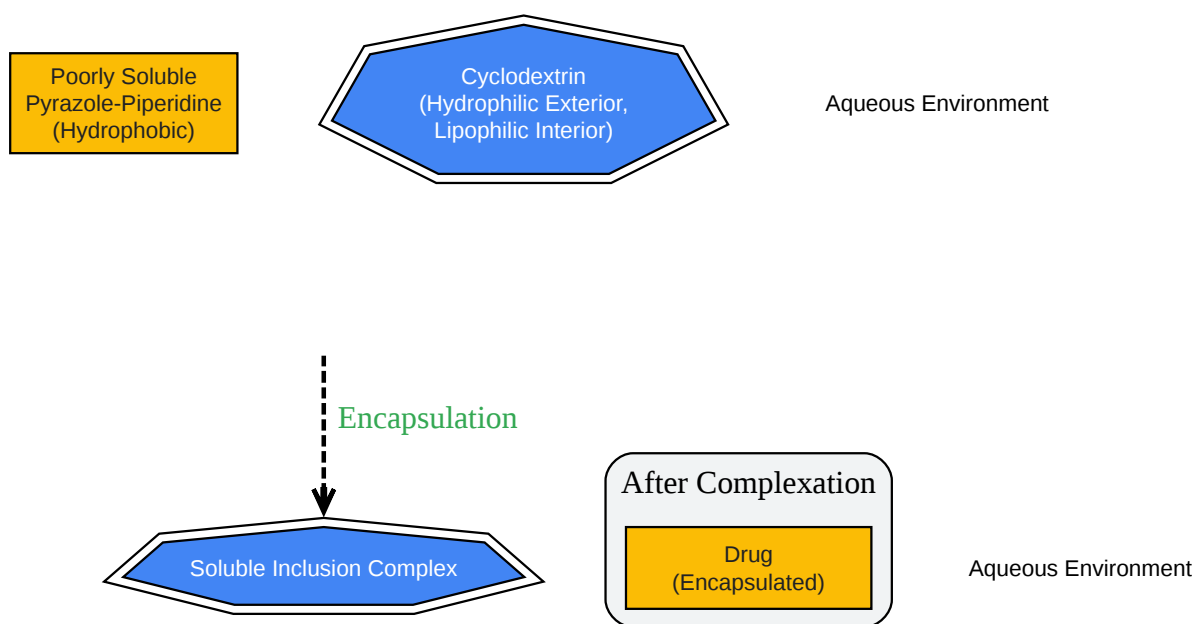 Poorly Soluble
Pyrazole-Piperidine
(Hydrophobic)
Cyclodextrin
(Hydrophilic Exterior,
Lipophilic Interior)
Aqueous Environment
Encapsulation
Soluble Inclusion Complex
After Complexation
Drug
(Encapsulated)
Aqueous Environment